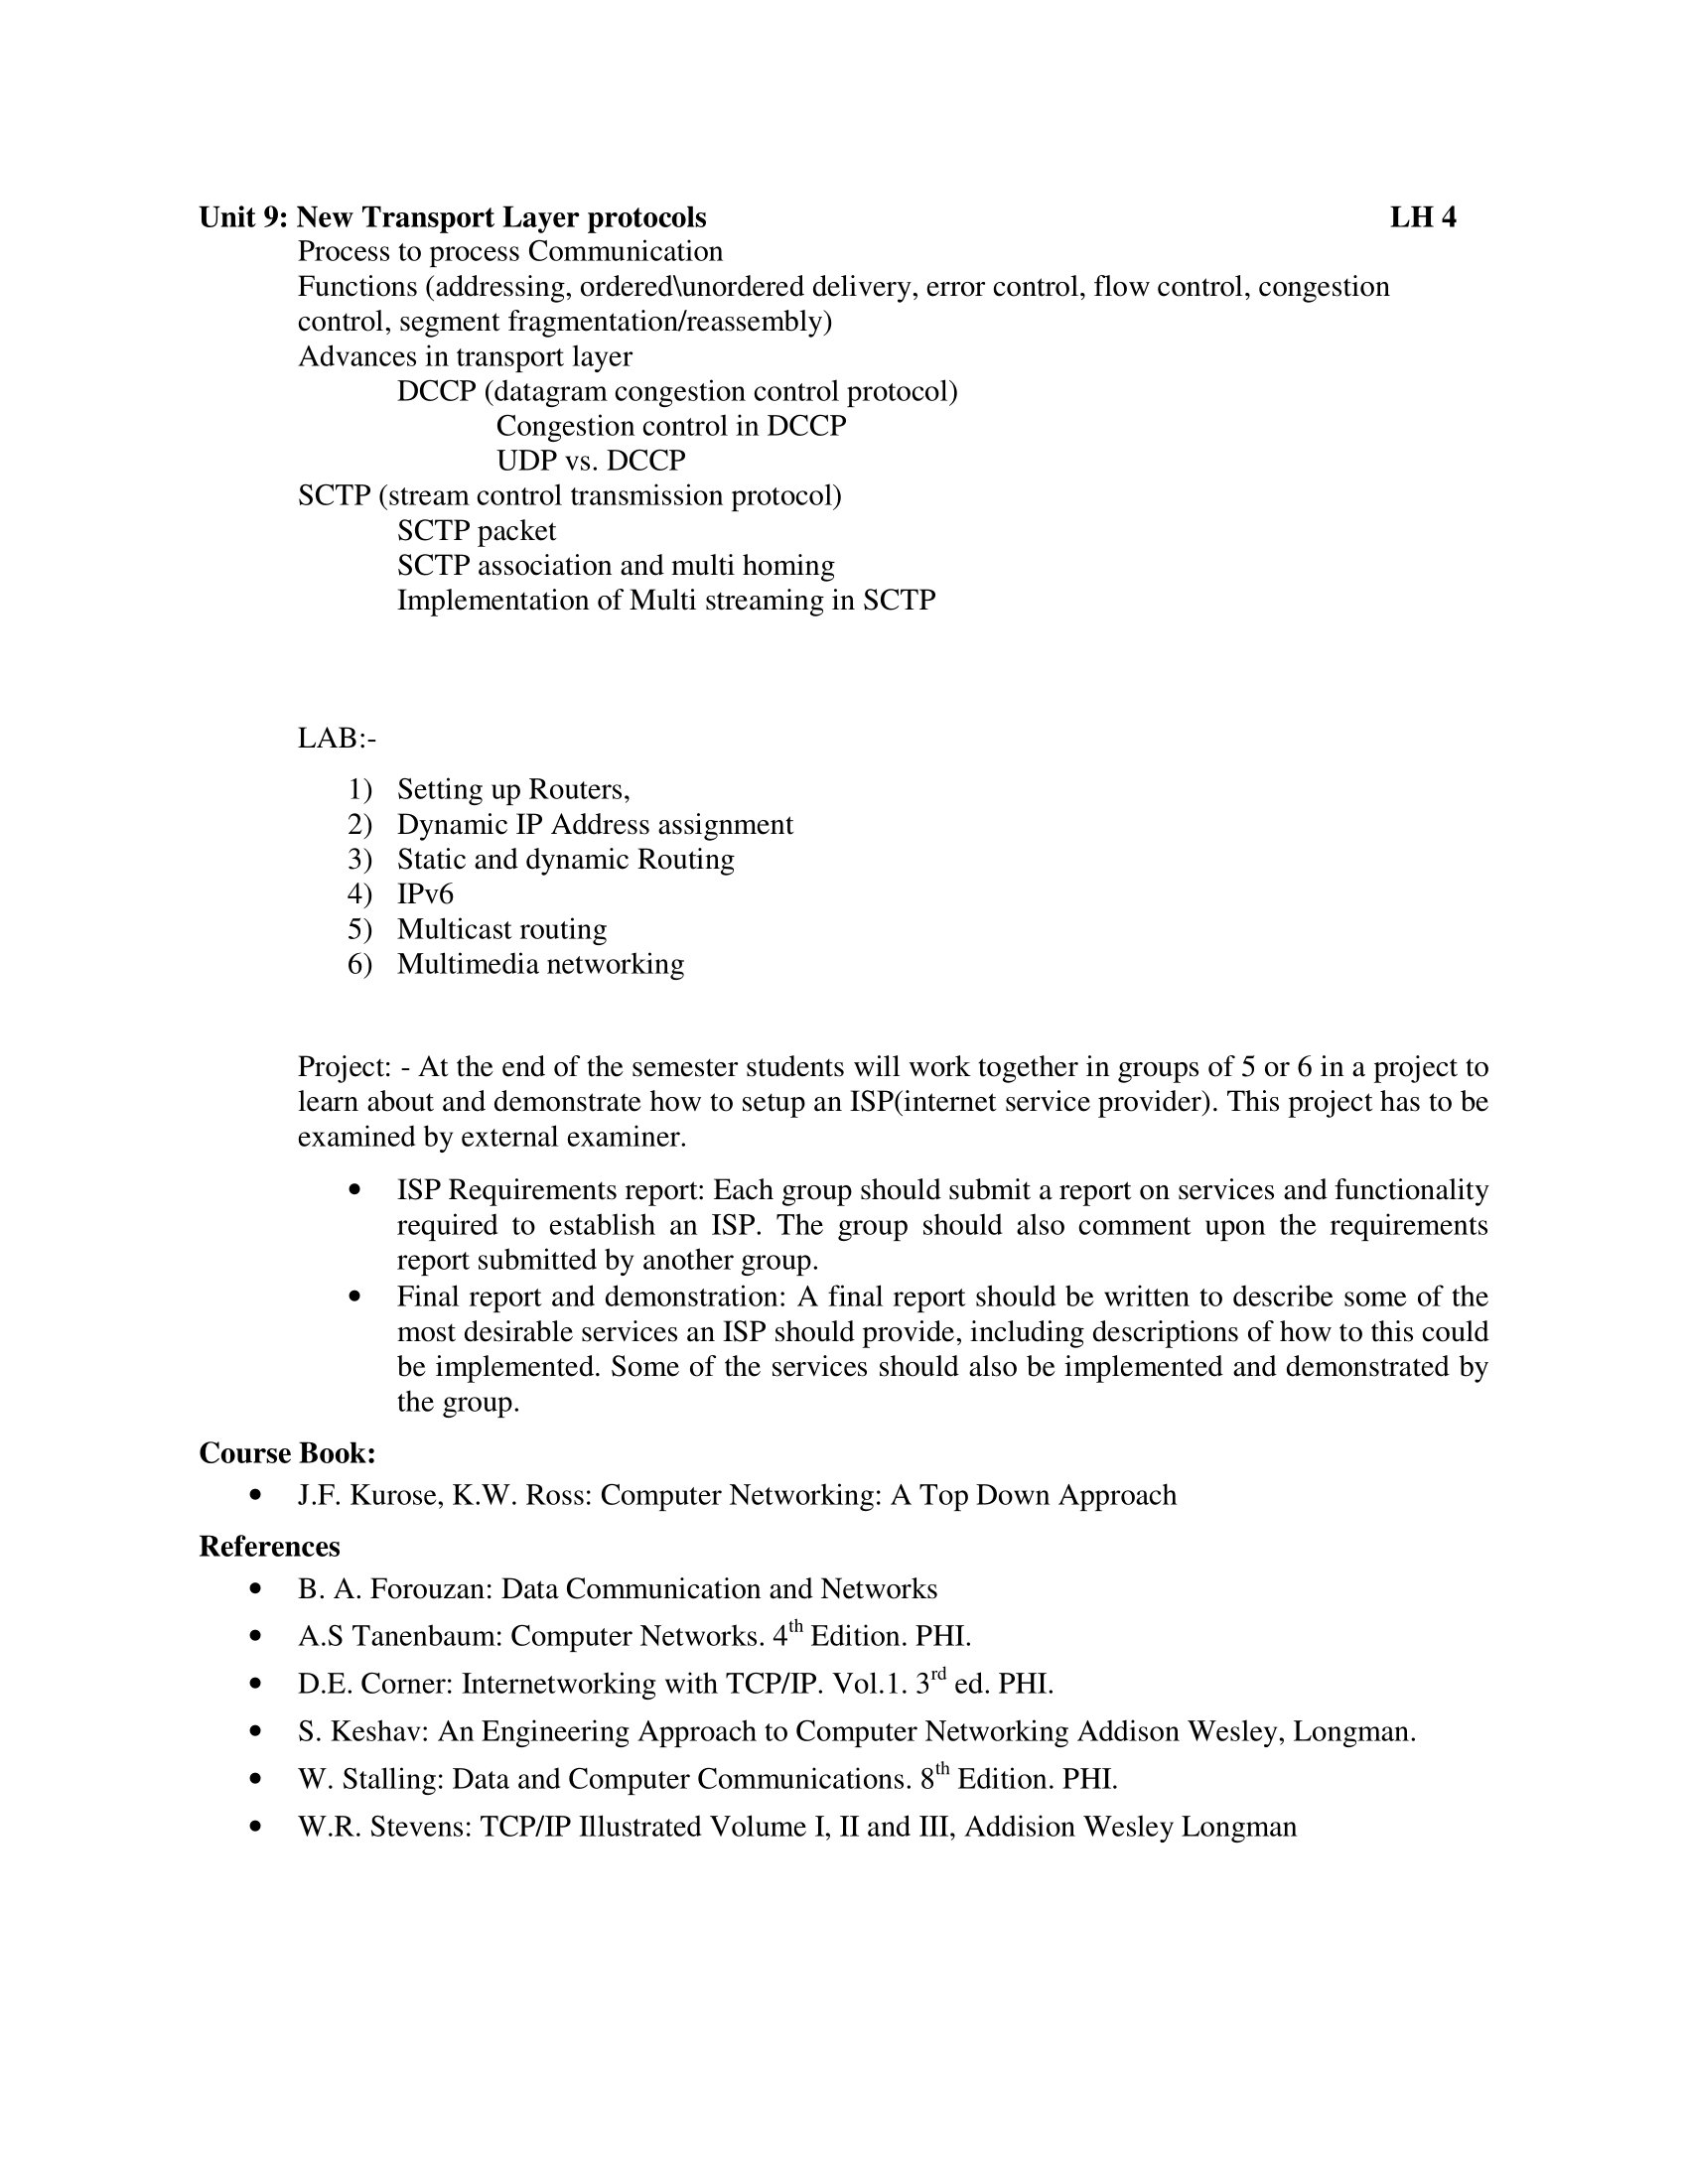 Unit 9: New Transport Layer protocols LH 4
Process to process Communication
Functions (addressing, ordered\unordered delivery, error control, flow control, congestion
control, segment fragmentation/reassembly)
Advances in transport layer
DCCP (datagram congestion control protocol)
Congestion control in DCCP
UDP vs. DCCP
SCTP (stream control transmission protocol)
SCTP packet
SCTP association and multi homing
Implementation of Multi streaming in SCTP
LAB:-
1) Setting up Routers,
2) Dynamic IP Address assignment
3) Static and dynamic Routing
4) IPv6
5) Multicast routing
6) Multimedia networking
Project: - At the end of the semester students will work together in groups of 5 or 6 in a project to
learn about and demonstrate how to setup an ISP(internet service provider). This project has to be
examined by external examiner.
• ISP Requirements report: Each group should submit a report on services and functionality
required to establish an ISP. The group should also comment upon the requirements
report submitted by another group.
• Final report and demonstration: A final report should be written to describe some of the
most desirable services an ISP should provide, including descriptions of how to this could
be implemented. Some of the services should also be implemented and demonstrated by
the group.
Course Book:
• J.F. Kurose, K.W. Ross: Computer Networking: A Top Down Approach
References
• B. A. Forouzan: Data Communication and Networks
• A.S Tanenbaum: Computer Networks. 4th Edition. PHI.
• D.E. Corner: Internetworking with TCP/IP. Vol.1. 3rd ed. PHI.
• S. Keshav: An Engineering Approach to Computer Networking Addison Wesley, Longman.
• W. Stalling: Data and Computer Communications. 8th Edition. PHI.
• W.R. Stevens: TCP/IP Illustrated Volume I, II and III, Addision Wesley Longman